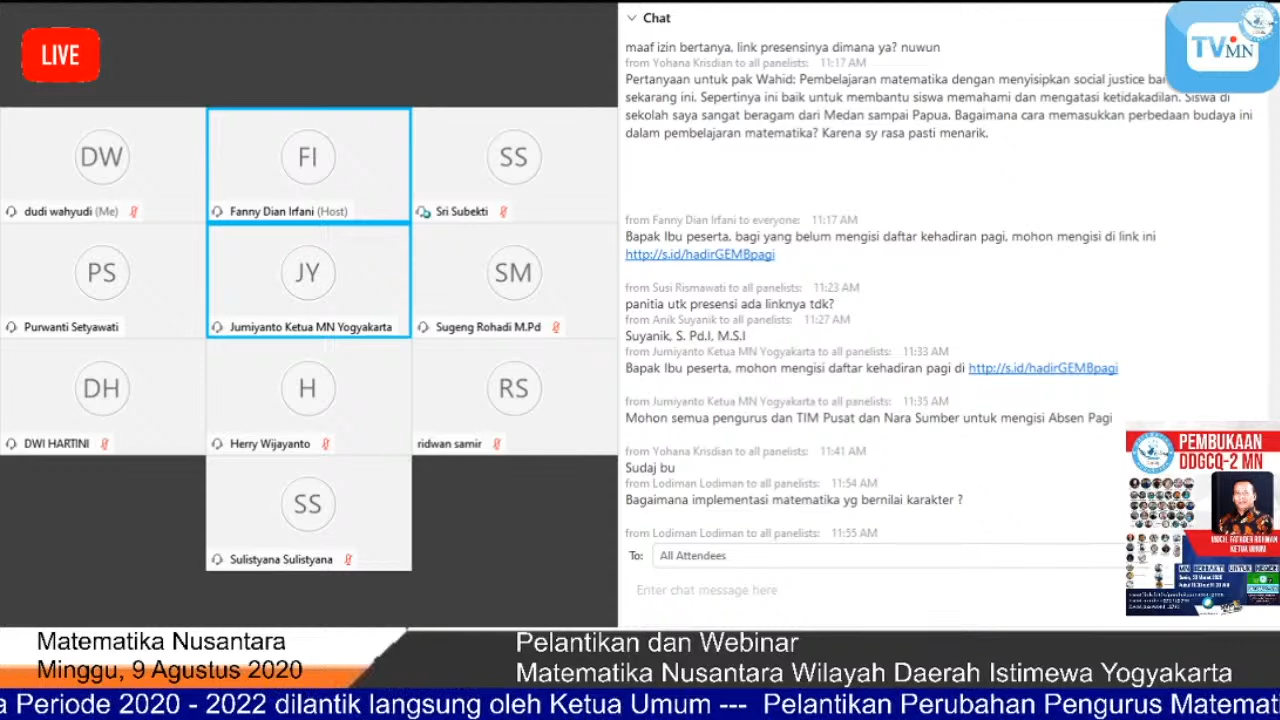 LIVE
DW
dudi wahyudi (Me)
FI
Fanny Dian Irfani (Host)
SS
Sri Subekti
PS
Purwanti Setyawati
JY
Jumiyanto Ketua MN Yogyakarta
SM
Sugeng Rohadi M.Pd
DH
DWI HARTINI
H
Herry Wijayanto
RS
ridwan samir
SS
Sulistyana Sulistyana
Chat
maaf izin bertanya, link presensinya dimana ya? nuwun
from Yohana Krisdian to all panelists: 11:17 AM
Pertanyaan untuk pak Wahid: Pembelajaran matematika dengan menyisipkan social justice bar
sekarang ini. Sepertinya ini baik untuk membantu siswa memahami dan mengatasi ketidakadilan. Siswa di
sekolah saya sangat beragam dari Medan sampai Papua. Bagaimana cara memasukkan perbedaan budaya ini
dalam pembelajaran matematika? Karena sy rasa pasti menarik.
from Fanny Dian Irfani to everyone: 11:17 AM
Bapak Ibu peserta, bagi yang belum mengisi daftar kehadiran pagi, mohon mengisi di link ini
http://s.id/hadirGEMBpagi
from Susi Rismawati to all panelists: 11:23 AM
panitia utk presensi ada linknya tdk?
from Anik Suyanik to all panelists: 11:27 AM
Suyanik, S. Pd.I, M.S.I
from Jumiyanto Ketua MN Yogyakarta to all panelists: 11:33 AM
Bapak Ibu peserta, mohon mengisi daftar kehadiran pagi di http://s.id/hadirGEMBpagi
from Jumiyanto Ketua MN Yogyakarta to all panelists: 11:35 AM
Mohon semua pengurus dan TIM Pusat dan Nara Sumber untuk mengisi Absen Pagi
from Yohana Krisdian to all panelists: 11:41 AM
Sudaj bu
from Lodiman Lodiman to all panelists: 11:54 AM
Bagaimana implementasi matematika yg bernilai karakter ?
from Lodiman Lodiman to all panelists: 11:55 AM
To: All Attendees
Enter chat message here
TVMN
PEMBUKAAN
DDGCQ-2 MN
KETUA UMUM
MN BERBAKTI UNTUK NEGERI
Matematika Nusantara
Minggu, 9 Agustus 2020
Pelantikan dan Webinar
Matematika Nusantara Wilayah Daerah Istimewa Yogyakarta
a Periode 2020 - 2022 dilantik langsung oleh Ketua Umum --- Pelantikan Perubahan Pengurus Matemat